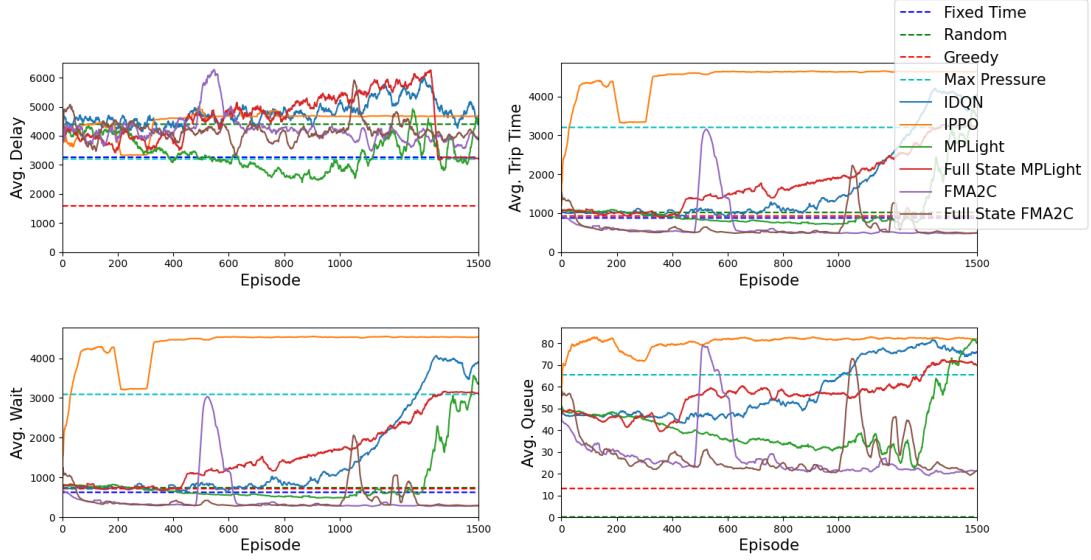 Fixed Time
Random
Greedy
Max Pressure
IDQN
IPPO
MPLight
Full State MPLight
FMA2C
Full State FMA2C
Avg. Delay
6000
5000
4000
3000
2000
1000
0
0 200 400 600 800 1000 1500
Episode
Avg. Trip Time
4000
3000
2000
1000
0
0 200 400 600 800 1000 1500
Episode
Avg. Wait
4000
3000
2000
1000
0
0 200 400 600 800 1000 1500
Episode
Avg. Queue
80
70
60
50
40
30
20
10
0
0 200 400 600 800 1000 1500
Episode